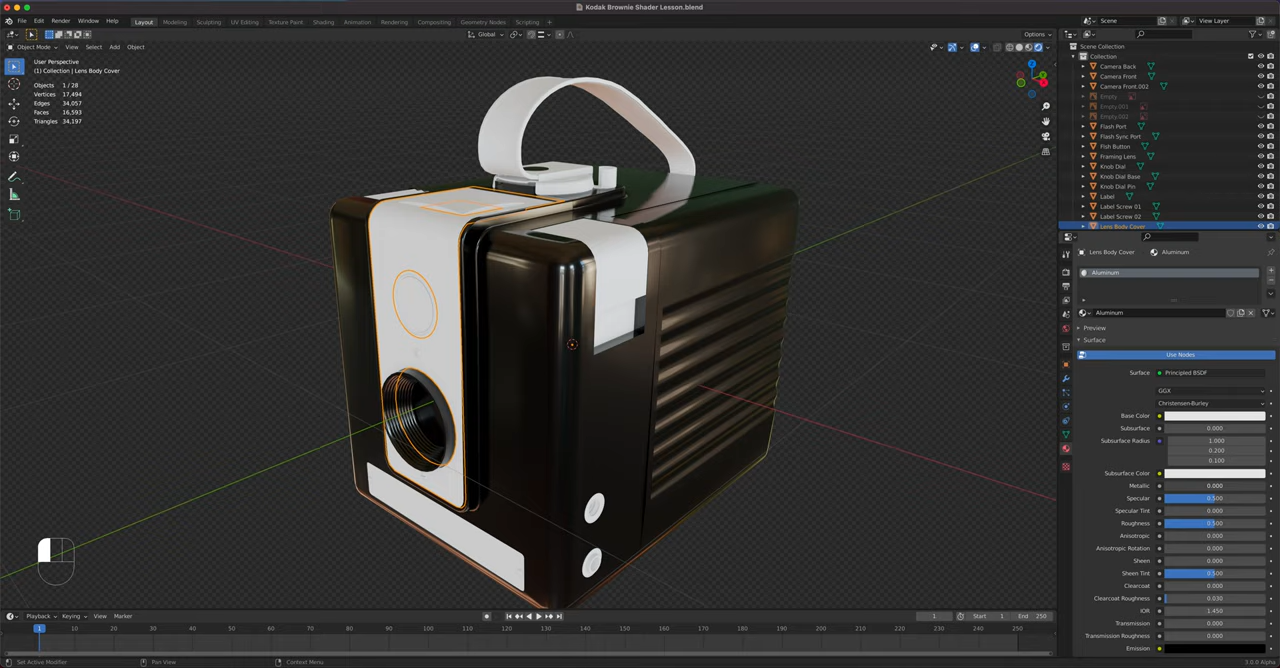 Kodak Brownie Shader Lesson.blend
File Edit Render Window Help Layout Modeling Sculpting UV Editing Texture Paint Shading Animation Rendering Compositing Geometry Nodes Scripting + Scene View Layer
Global Options
Object Mode View Select Add Object
User Perspective
(1) Collection | Lens Body Cover
Objects 1 / 28
Vertices 17,494
Edges 34,057
Faces 16,593
Triangles 34,197
Scene Collection
Collection
Camera Back
Camera Front
Camera Front.002
Empty
Empty.001
Empty.002
Flash Port
Flash Sync Port
Fish Button
Framing Lens
Knob Dial
Knob Dial Base
Knob Dial Pin
Label
Label Screw 01
Label Screw 02
Lens Body Cover
Lens Body Cover Aluminum
Aluminum
Aluminum
Preview
Surface
Use Nodes
Surface Principled BSDF
GGX
Christensen-Burley
Base Color
Subsurface 0.000
Subsurface Radius 1.000
0.200
0.100
Subsurface Color
Metallic 0.000
Specular 0.500
Specular Tint 0.000
Roughness 0.500
Anisotropic 0.000
Anisotropic Rotation 0.000
Sheen 0.000
Sheen Tint 0.500
Clearcoat 0.000
Clearcoat Roughness 0.030
IOR 1.450
Transmission 0.000
Transmission Roughness 0.000
Emission
Playback Keying View Marker 1 Start 1 End 250
1 10 20 30 40 50 60 70 80 90 100 110 120 130 140 150 160 170 180 190 200 210 220 230 240 250
Set Active Modifier Pan View Context Menu 3.0.0 Alpha